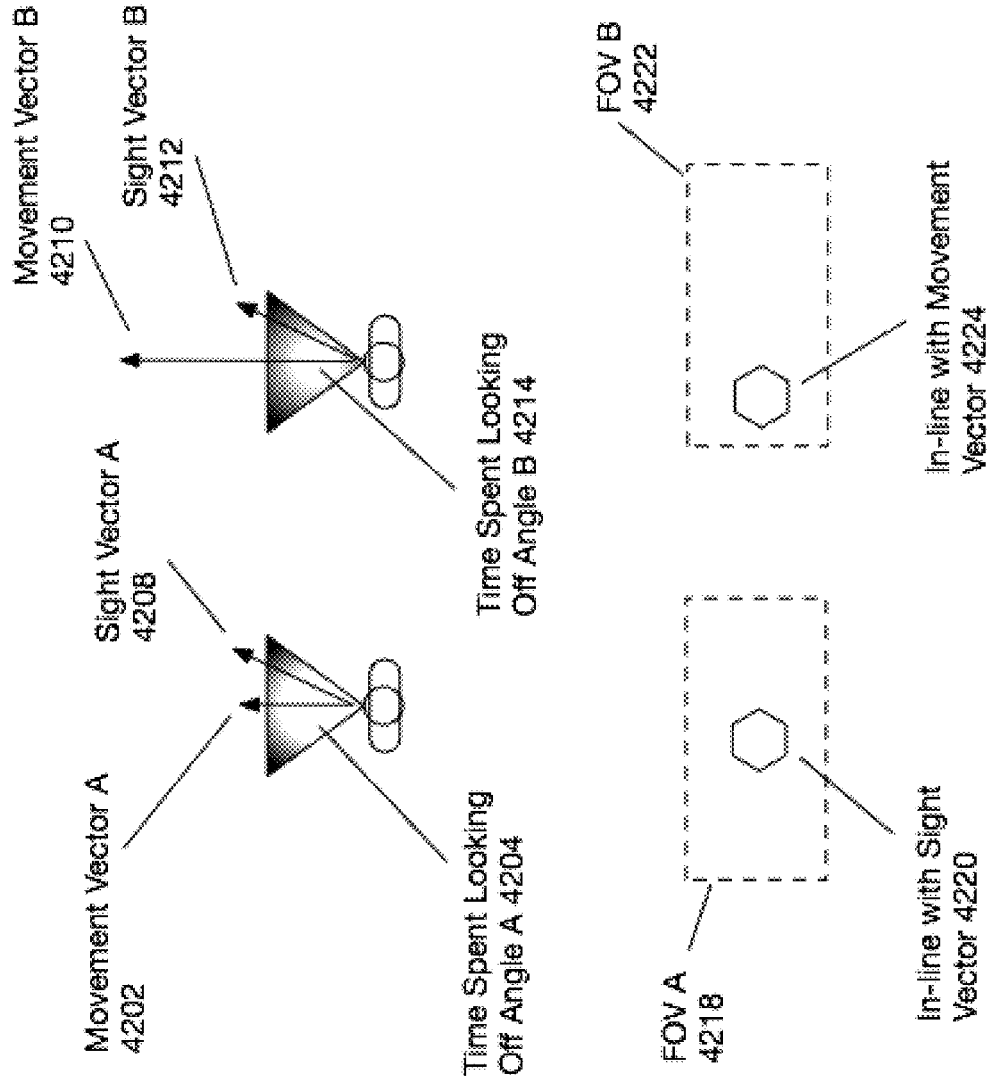 Movement Vector A
4202
Sight Vector A
4208
Movement Vector B
4210
Sight Vector B
4212
Time Spent Looking
Off Angle A 4204
Time Spent Looking
Off Angle B 4214
FOV A
4218
In-line with Sight
Vector 4220
FOV B
4222
In-line with Movement
Vector 4224